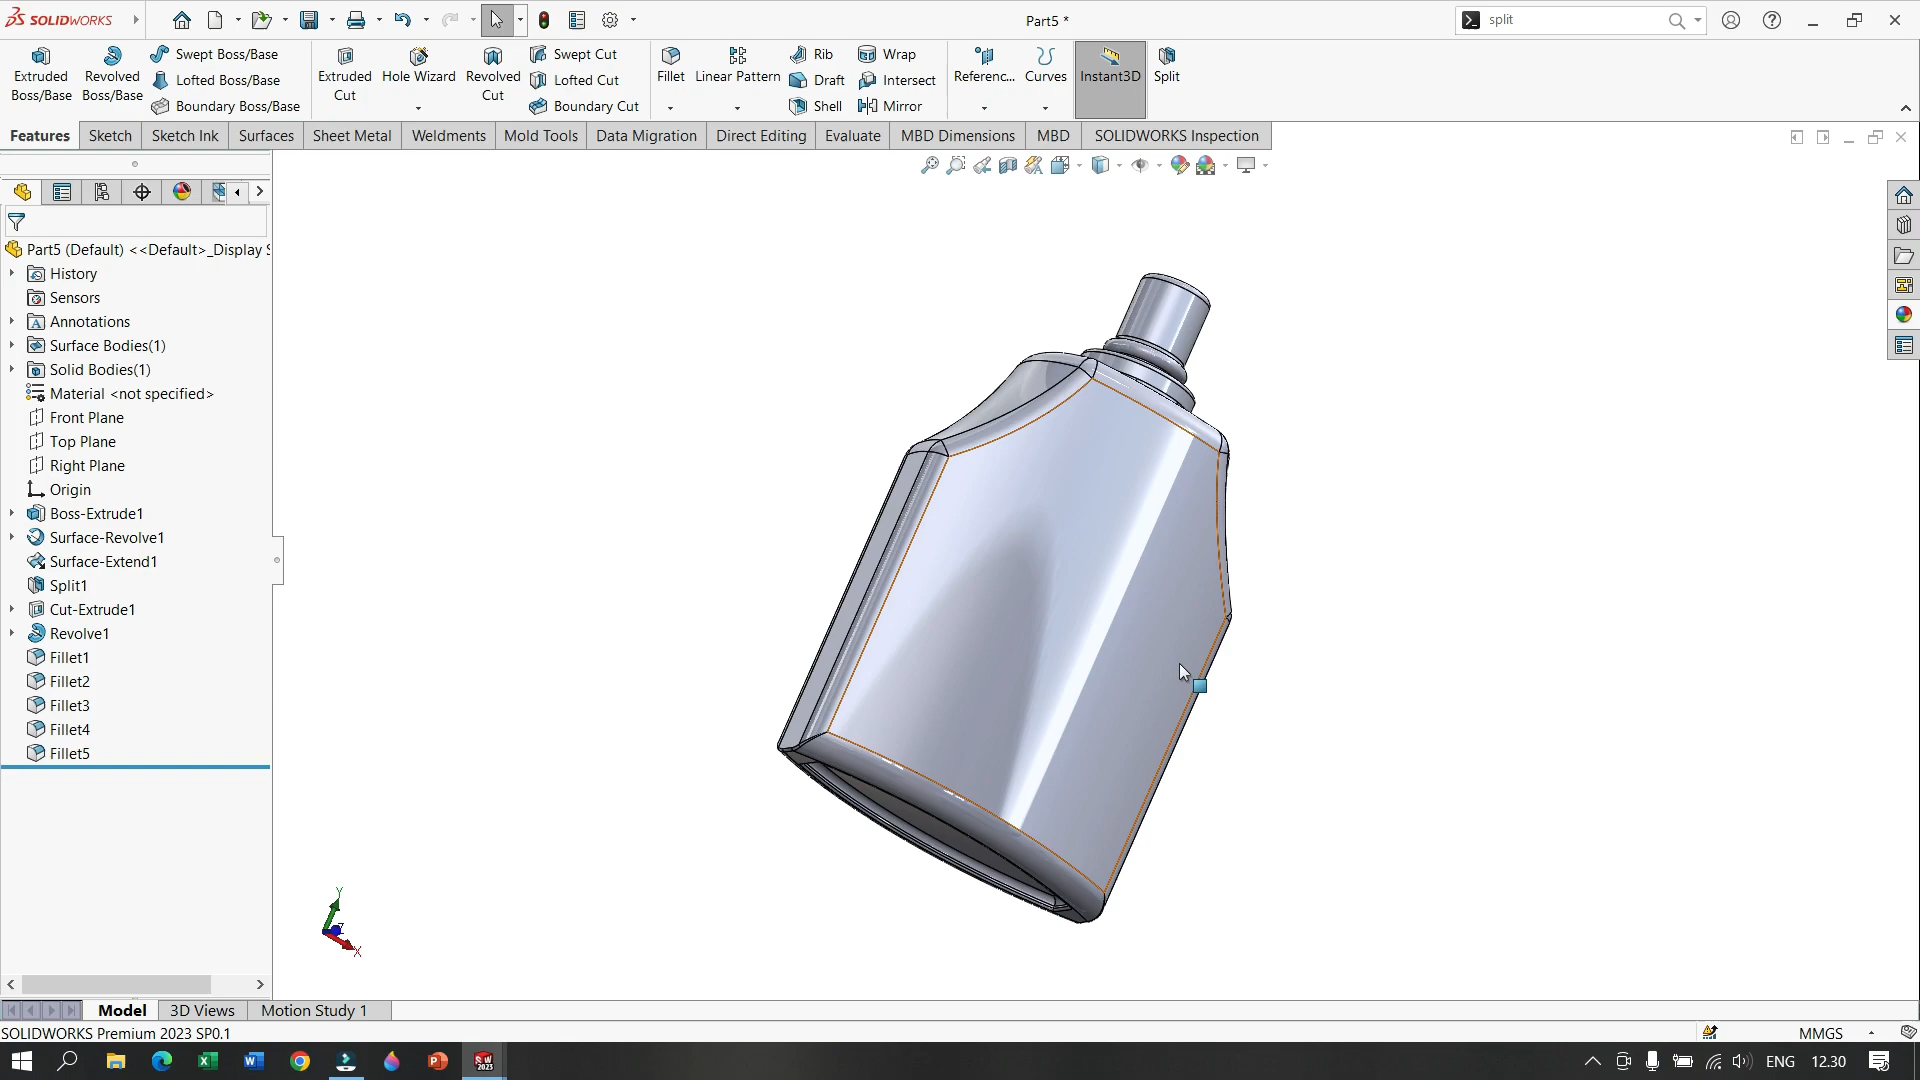 SOLIDWORKS
Part5 *
split
Extruded Boss/Base
Revolved Boss/Base
Swept Boss/Base
Lofted Boss/Base
Boundary Boss/Base
Extruded Cut
Hole Wizard
Revolved Cut
Swept Cut
Lofted Cut
Boundary Cut
Fillet
Linear Pattern
Rib
Draft
Shell
Wrap
Intersect
Mirror
Referenc...
Curves
Instant3D
Split
Features
Sketch
Sketch Ink
Surfaces
Sheet Metal
Weldments
Mold Tools
Data Migration
Direct Editing
Evaluate
MBD Dimensions
MBD
SOLIDWORKS Inspection
Part5 (Default) <<Default>_Display S
History
Sensors
Annotations
Surface Bodies(1)
Solid Bodies(1)
Material <not specified>
Front Plane
Top Plane
Right Plane
Origin
Boss-Extrude1
Surface-Revolve1
Surface-Extend1
Split1
Cut-Extrude1
Revolve1
Fillet1
Fillet2
Fillet3
Fillet4
Fillet5
Y
Z
X
Model
3D Views
Motion Study 1
SOLIDWORKS Premium 2023 SP0.1
MMGS
ENG
12.30